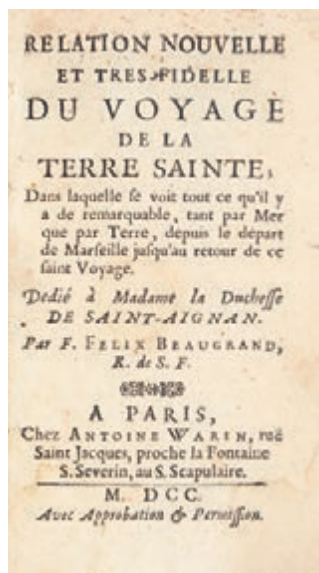 RELATION NOUVELLE
ET TRES-FIDELLE
DU VOYAGE
DE LA
TERRE SAINTE,
Dans laquelle se voit tout ce qu'il y
a de remarquable, tant par Mer
que par Terre, depuis le départ
de Marseille jusqu'au retour de ce
saint Voyage.
Dedié à Madame la Duchesse
DE SAINT-AIGNAN.
Par F. FELIX BEAUGRAND,
R. de S. F.
A PARIS,
Chez ANTOINE WARIN, ruë
Saint Jacques, proche la Fontaine
S. Severin, au S. Scapulaire.
M. DCC.
Avec Approbation & Permission.